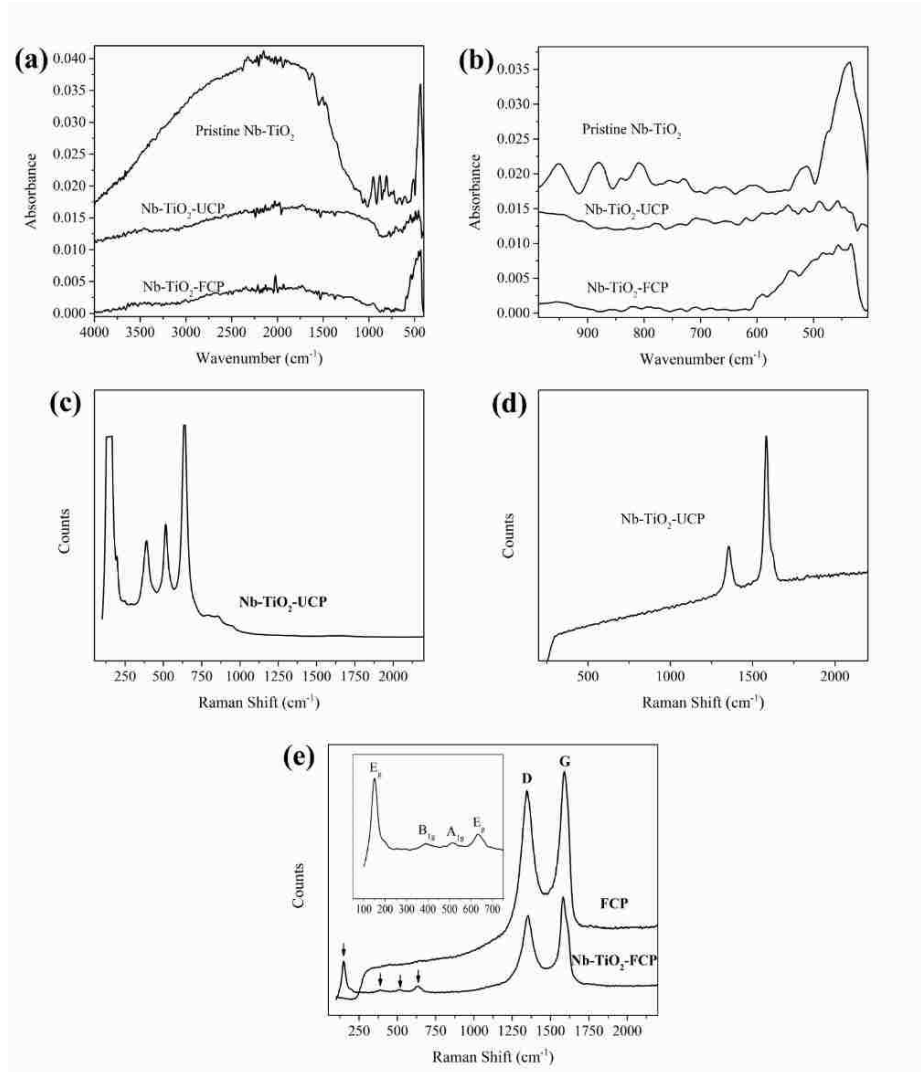 (a)
0.040
0.035
0.030
0.025
0.020
0.015
0.010
0.005
0.000
Absorbance
Pristine Nb-TiO₂
Nb-TiO₂-UCP
Nb-TiO₂-FCP
4000 3500 3000 2500 2000 1500 1000 500
Wavenumber (cm⁻¹)
(b)
0.035
0.030
0.025
0.020
0.015
0.010
0.005
0.000
Absorbance
Pristine Nb-TiO₂
Nb-TiO₂-UCP
Nb-TiO₂-FCP
900 800 700 600 500
Wavenumber (cm⁻¹)
(c)
Counts
Nb-TiO₂-UCP
250 500 750 1000 1250 1500 1750 2000
Raman Shift (cm⁻¹)
(d)
Counts
Nb-TiO₂-UCP
500 1000 1500 2000
Raman Shift (cm⁻¹)
(e)
Counts
E_g
B_1g
A_1g
E_g
100 200 300 400 500 600 700
D
G
FCP
Nb-TiO₂-FCP
250 500 750 1000 1250 1500 1750 2000
Raman Shift (cm⁻¹)